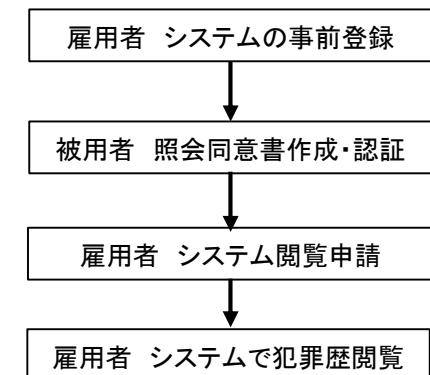 雇用者 システムの事前登録
被用者 照会同意書作成・認証
雇用者 システム閲覧申請
雇用者 システムで犯罪歴閲覧